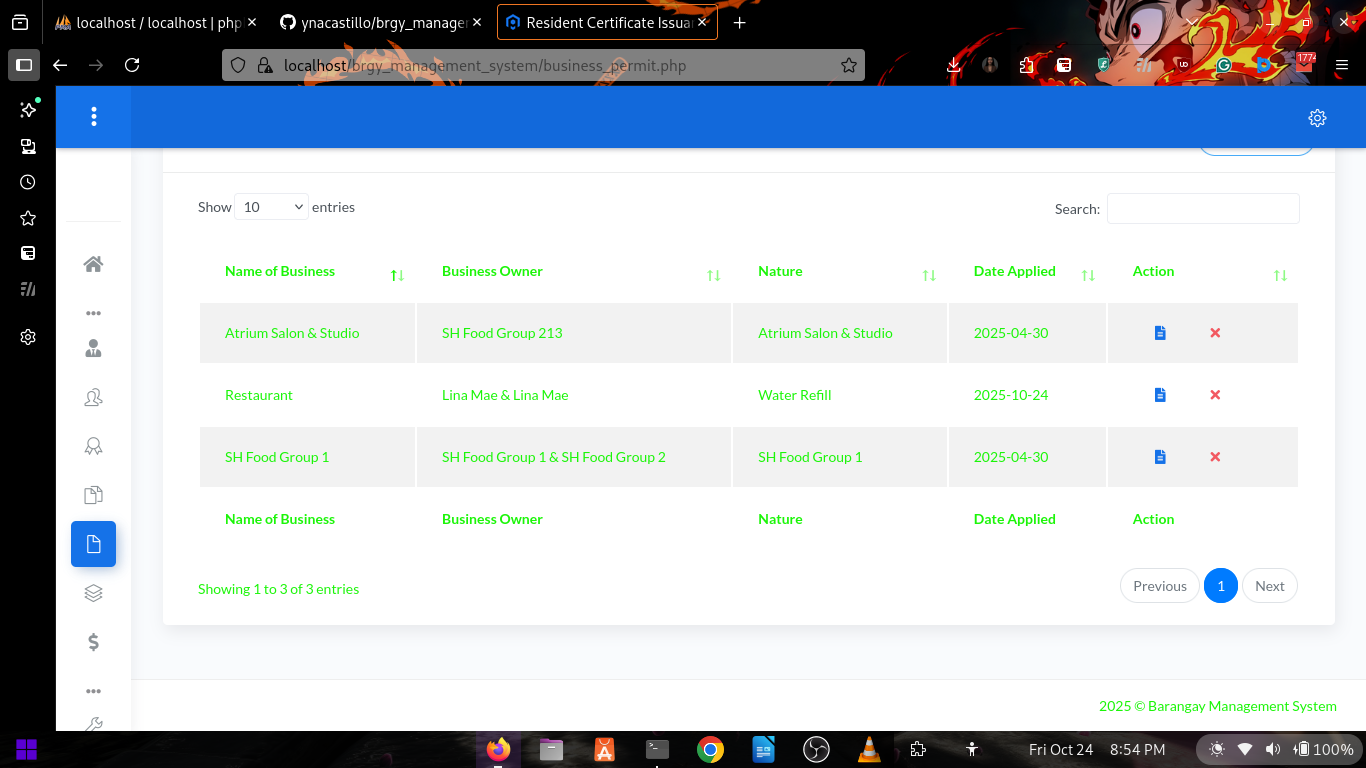 localhost / localhost | php
ynacastillo/brgy_manager
Resident Certificate Issuan
localhost/brgy_management_system/business_permit.php
1774
Show 10 entries
Search:
Name of Business Business Owner Nature Date Applied Action
Atrium Salon & Studio SH Food Group 213 Atrium Salon & Studio 2025-04-30
Restaurant Lina Mae & Lina Mae Water Refill 2025-10-24
SH Food Group 1 SH Food Group 1 & SH Food Group 2 SH Food Group 1 2025-04-30
Name of Business Business Owner Nature Date Applied Action
Showing 1 to 3 of 3 entries
Previous 1 Next
2025 © Barangay Management System
Fri Oct 24 8:54 PM
100%